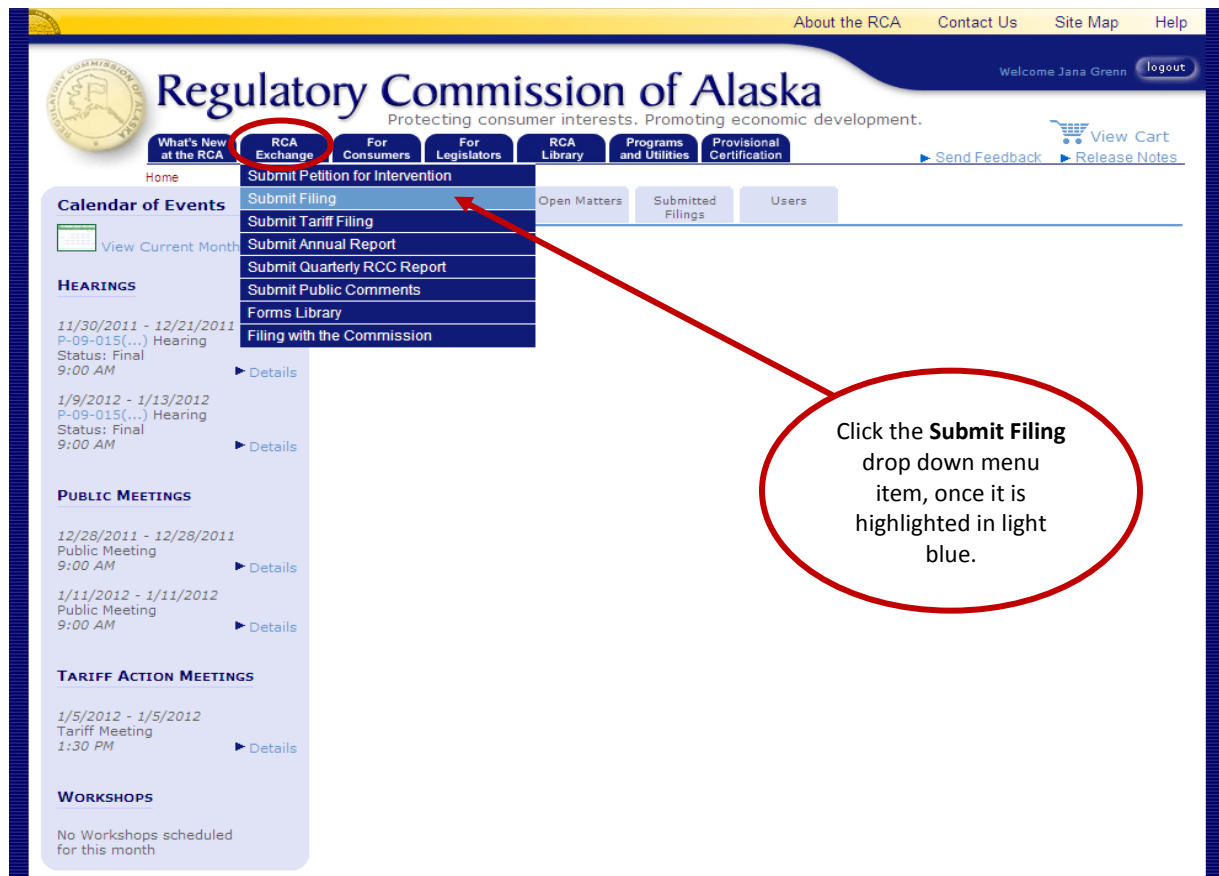 About the RCA Contact Us Site Map Help
Welcome Jana Grenn logout
Regulatory Commission of Alaska
Protecting consumer interests. Promoting economic development.
View Cart
What's New at the RCA
RCA Exchange
For Consumers
For Legislators
RCA Library
Programs and Utilities
Provisional Certification
Send Feedback Release Notes
Home
Submit Petition for Intervention
Submit Filing
Submit Tariff Filing
Submit Annual Report
Submit Quarterly RCC Report
Submit Public Comments
Forms Library
Filing with the Commission
Open Matters
Submitted Filings
Users
Calendar of Events
View Current Month
HEARINGS
11/30/2011 - 12/21/2011
P-09-015(...) Hearing
Status: Final
9:00 AM Details
1/9/2012 - 1/13/2012
P-09-015(...) Hearing
Status: Final
9:00 AM Details
PUBLIC MEETINGS
12/28/2011 - 12/28/2011
Public Meeting
9:00 AM Details
1/11/2012 - 1/11/2012
Public Meeting
9:00 AM Details
TARIFF ACTION MEETINGS
1/5/2012 - 1/5/2012
Tariff Meeting
1:30 PM Details
WORKSHOPS
No Workshops scheduled
for this month
Click the Submit Filing
drop down menu
item, once it is
highlighted in light
blue.